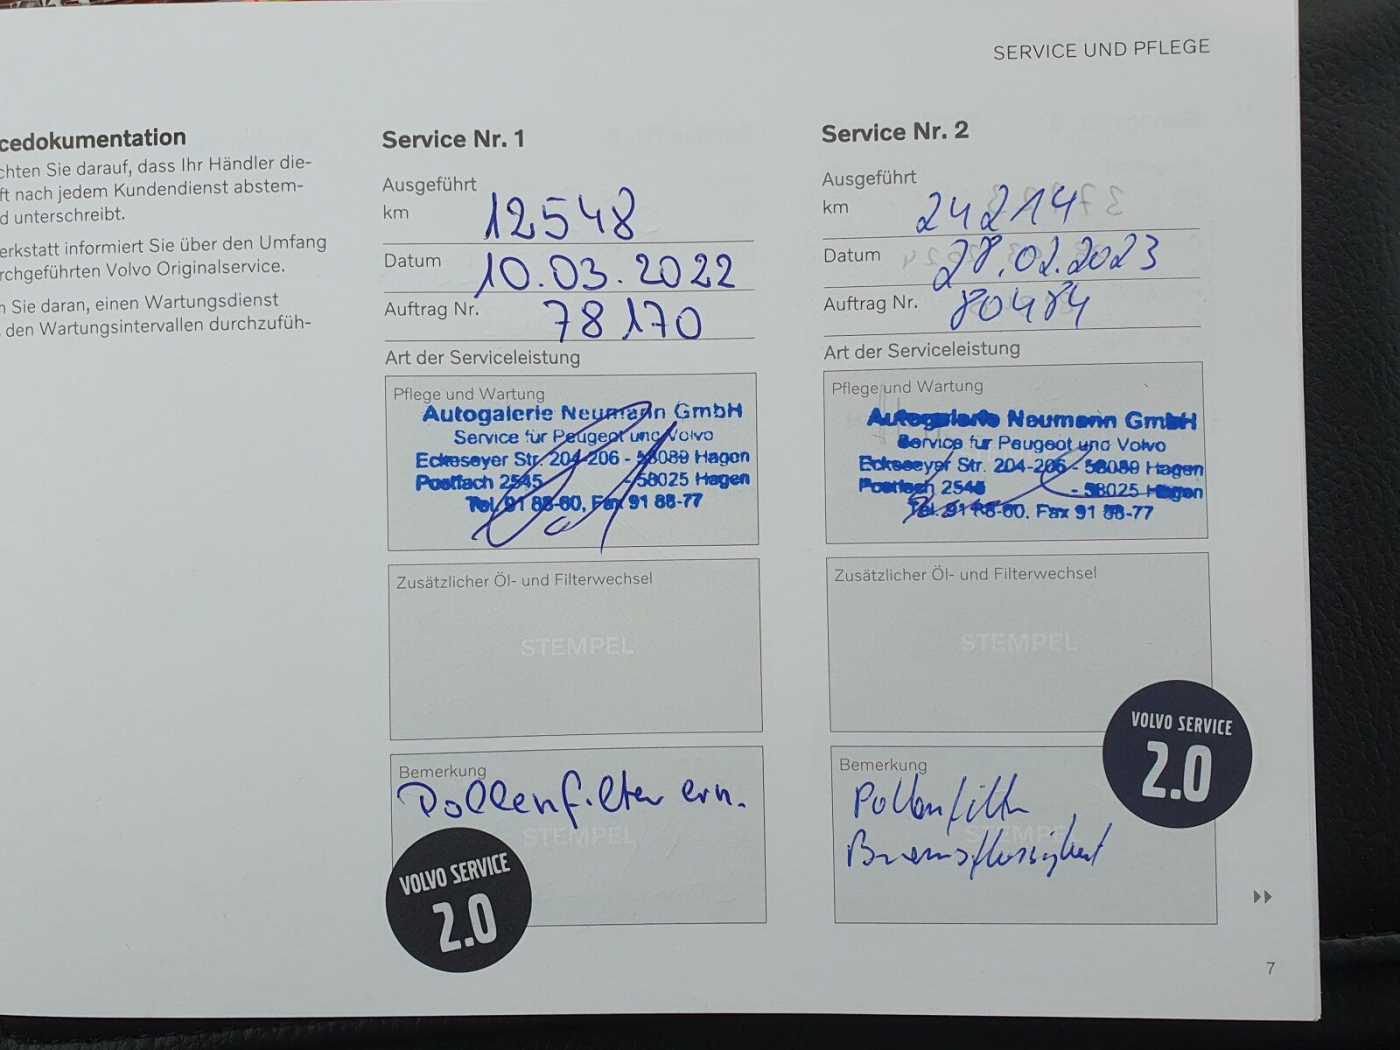 SERVICE UND PFLEGE
cedokumentation
chten Sie darauf, dass Ihr Händler die-
ft nach jedem Kundendienst abstem-
d unterschreibt.
erkstatt informiert Sie über den Umfang
rchgeführten Volvo Originalservice.
n Sie daran, einen Wartungsdienst
den Wartungsintervallen durchzufüh-
Service Nr. 1
Ausgeführt
km 12548
Datum 10.03.2022
Auftrag Nr. 78170
Art der Serviceleistung
Pflege und Wartung
Autogalerie Neumann GmbH
Service für Peugeot und Volvo
Eckeseyer Str. 204-206 - 58089 Hagen
Postfach 2545 - 58025 Hagen
Tel. 91 88-60, Fax 91 88-77
Zusätzlicher Öl- und Filterwechsel
STEMPEL
Bemerkung
Pollenfilter ern.
STEMPEL
VOLVO SERVICE
2.0
Service Nr. 2
Ausgeführt
km 24214
Datum 28.02.2023
Auftrag Nr. 80484
Art der Serviceleistung
Pflege und Wartung
Autogalerie Neumann GmbH
Service für Peugeot und Volvo
Eckeseyer Str. 204-206 - 58089 Hagen
Postfach 2545 - 58025 Hagen
Tel. 91 88-60, Fax 91 88-77
Zusätzlicher Öl- und Filterwechsel
STEMPEL
VOLVO SERVICE
2.0
Bemerkung
Pollenfilter
STEMPEL
Bremsflüssigkeit
7